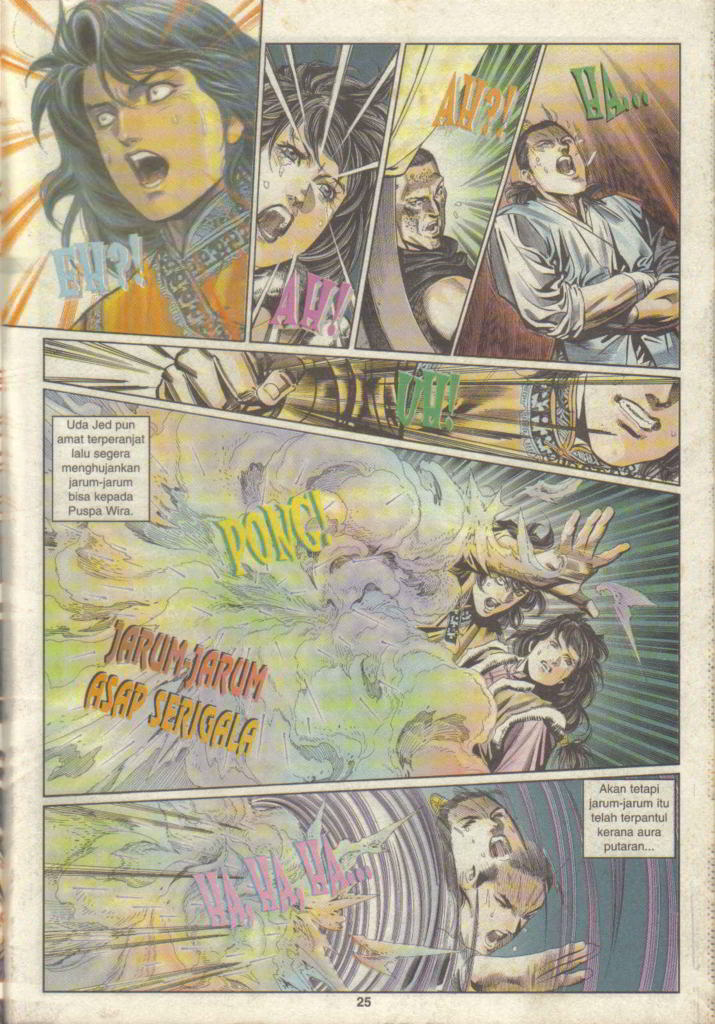 EH?!
AH!
AH?!
HA...
UH!
Uda Jed pun
amat terperanjat
lalu segera
menghujankan
jarum-jarum
bisa kepada
Puspa Wira.
PONG!
JARUM-JARUM
ASAP SERIGALA
Akan tetapi
jarum-jarum itu
telah terpantul
kerana aura
putaran...
HA, HA, HA...
25